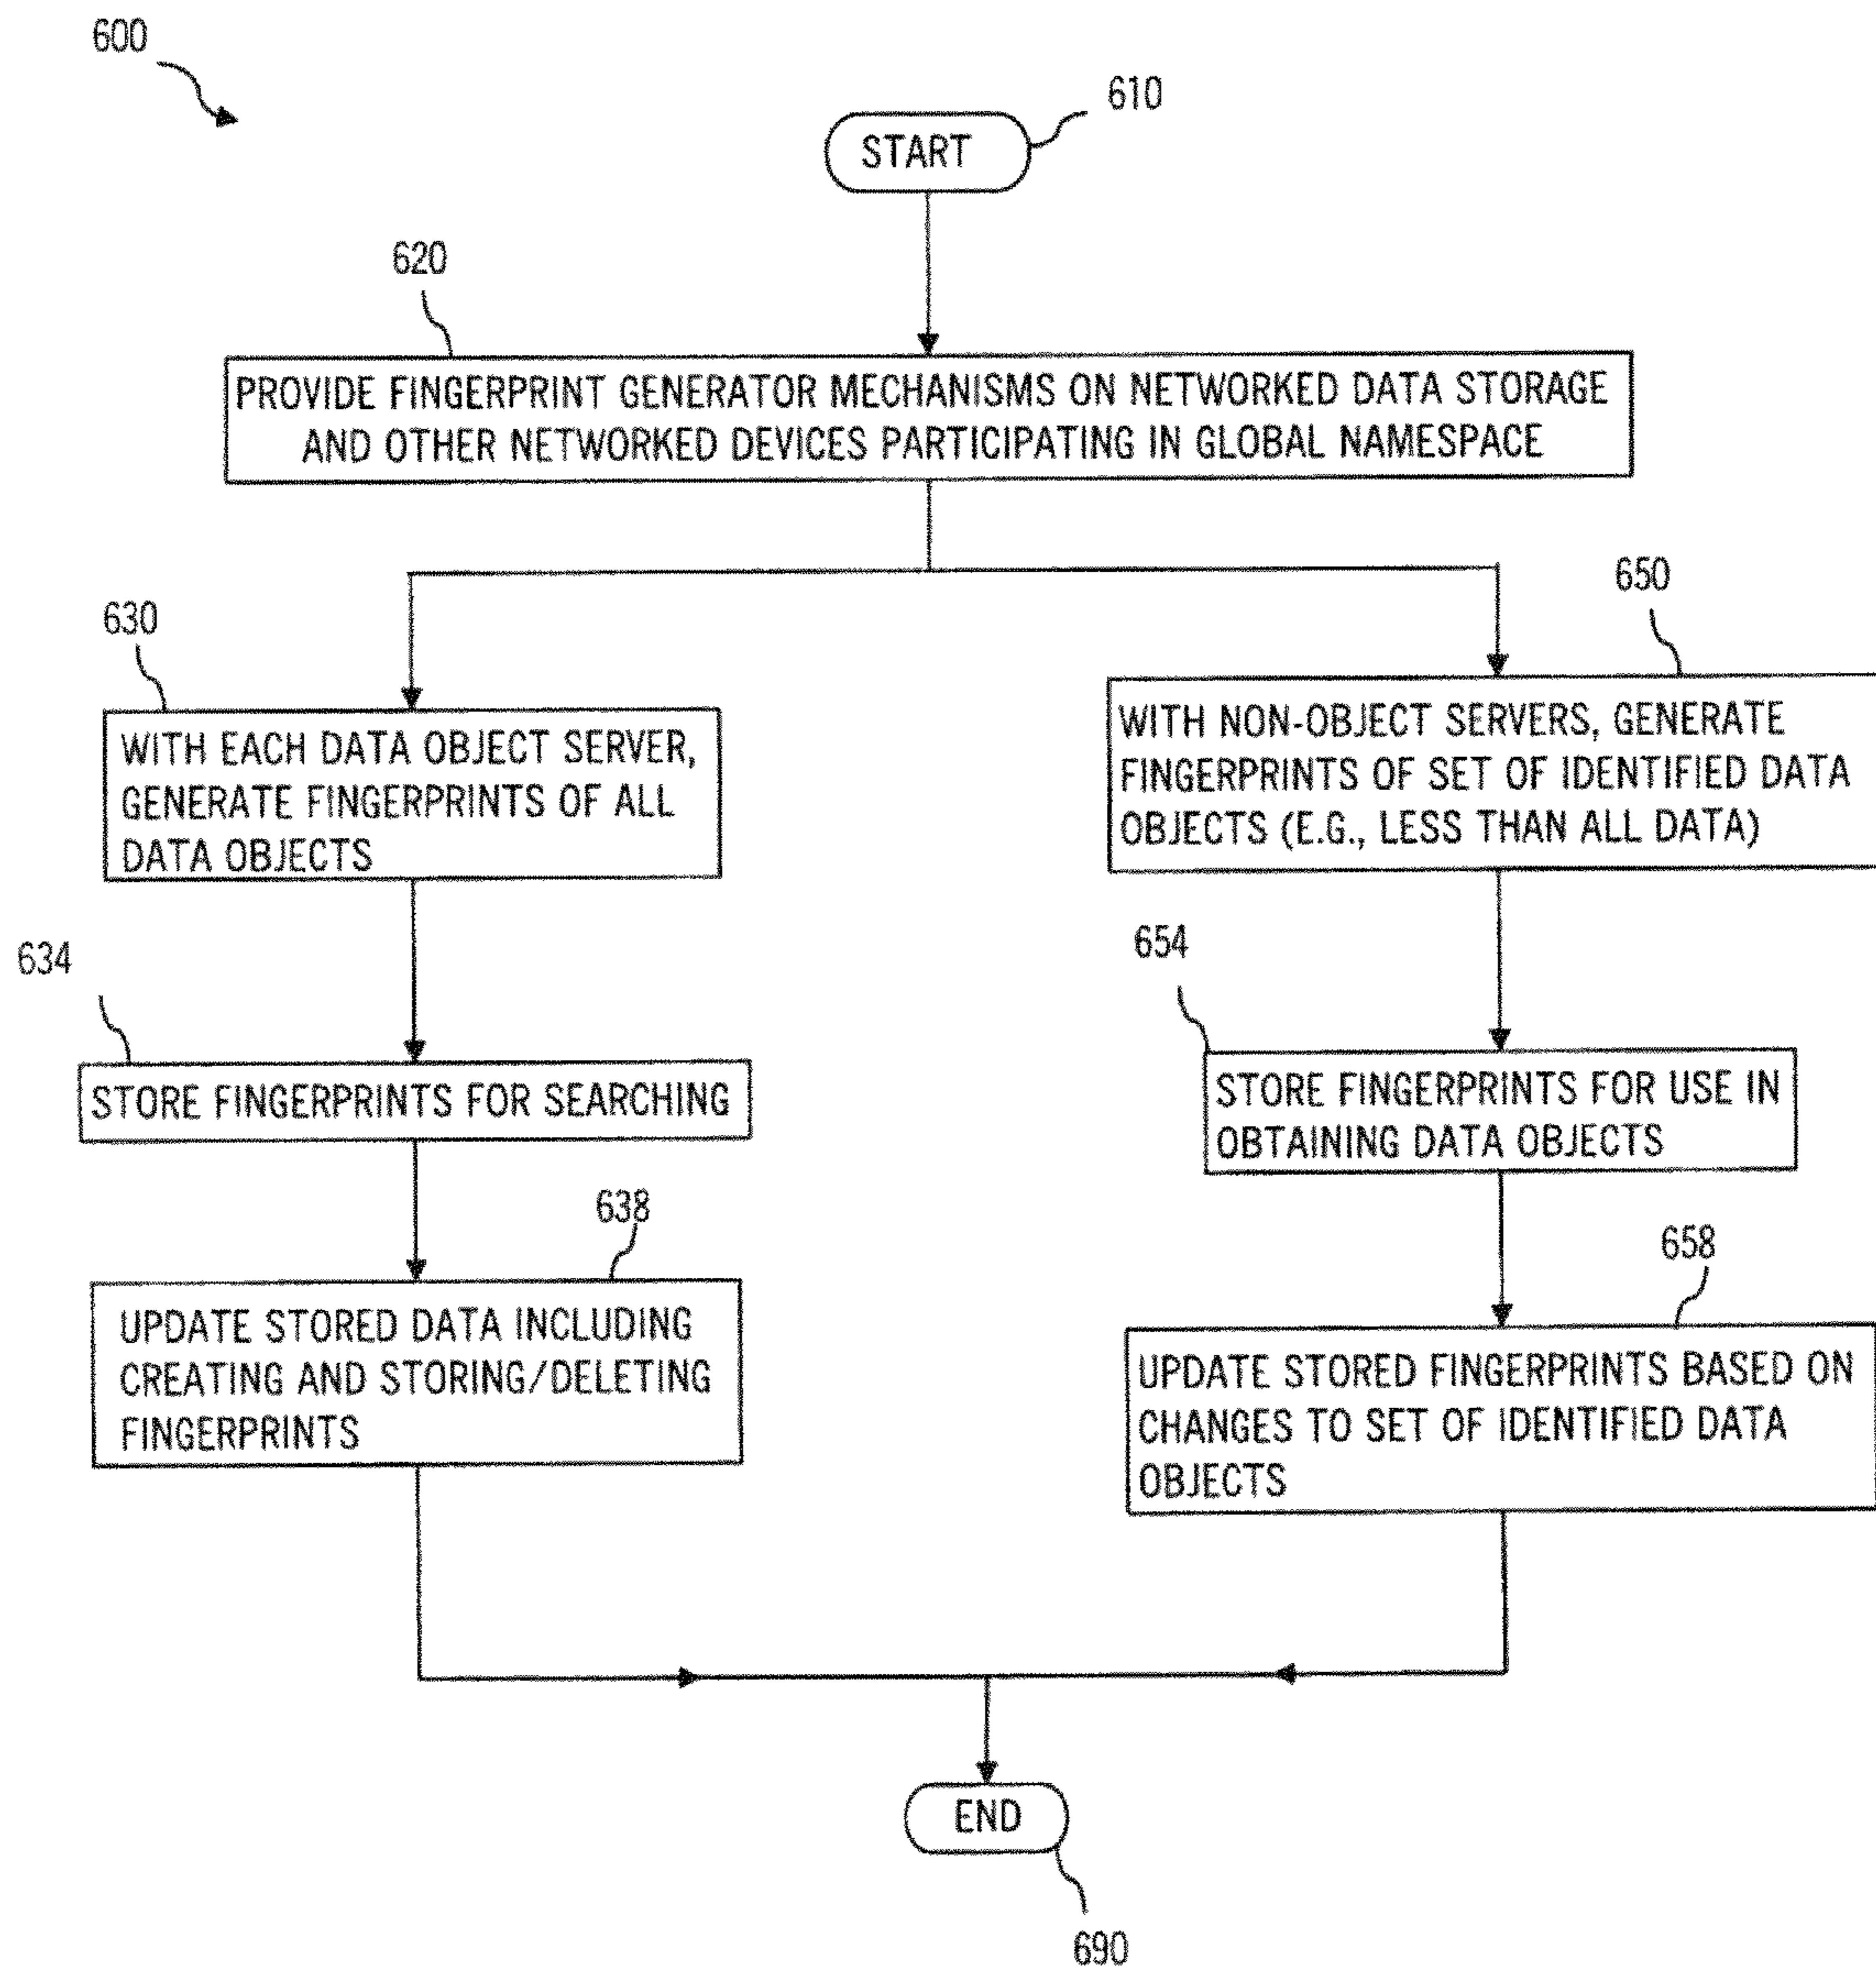 600
610
START
620
PROVIDE FINGERPRINT GENERATOR MECHANISMS ON NETWORKED DATA STORAGE
AND OTHER NETWORKED DEVICES PARTICIPATING IN GLOBAL NAMESPACE
630
WITH EACH DATA OBJECT SERVER,
GENERATE FINGERPRINTS OF ALL
DATA OBJECTS
650
WITH NON-OBJECT SERVERS, GENERATE
FINGERPRINTS OF SET OF IDENTIFIED DATA
OBJECTS (E.G., LESS THAN ALL DATA)
634
STORE FINGERPRINTS FOR SEARCHING
654
STORE FINGERPRINTS FOR USE IN
OBTAINING DATA OBJECTS
638
UPDATE STORED DATA INCLUDING
CREATING AND STORING/DELETING
FINGERPRINTS
658
UPDATE STORED FINGERPRINTS BASED ON
CHANGES TO SET OF IDENTIFIED DATA
OBJECTS
END
690